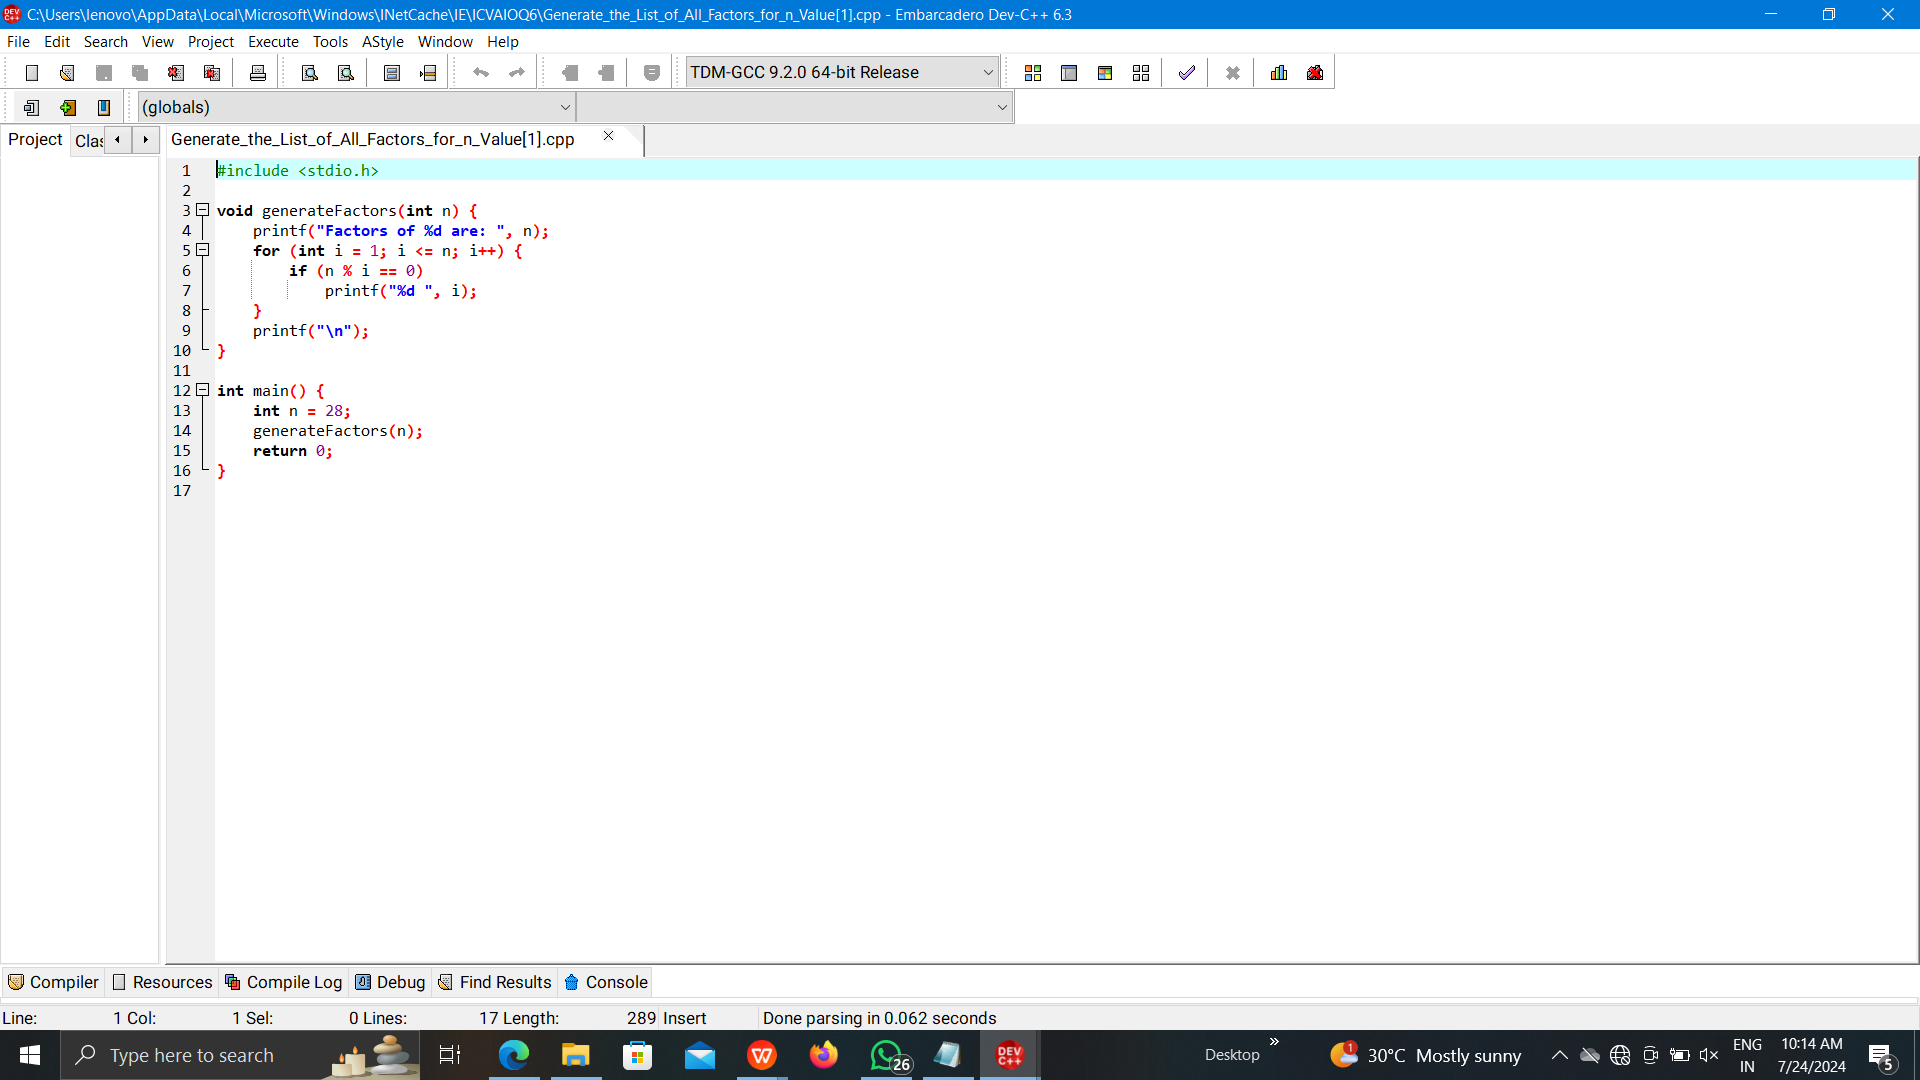 C:\Users\lenovo\AppData\Local\Microsoft\Windows\INetCache\IE\ICVAIOQ6\Generate_the_List_of_All_Factors_for_n_Value[1].cpp - Embarcadero Dev-C++ 6.3
File Edit Search View Project Execute Tools AStyle Window Help
TDM-GCC 9.2.0 64-bit Release
(globals)
Project Clas Generate_the_List_of_All_Factors_for_n_Value[1].cpp
1 #include <stdio.h>
2
3 void generateFactors(int n) {
4 printf("Factors of %d are: ", n);
5 for (int i = 1; i <= n; i++) {
6 if (n % i == 0)
7 printf("%d ", i);
8 }
9 printf("\n");
10 }
11
12 int main() {
13 int n = 28;
14 generateFactors(n);
15 return 0;
16 }
17
Compiler Resources Compile Log Debug Find Results Console
Line: 1 Col: 1 Sel: 0 Lines: 17 Length: 289 Insert Done parsing in 0.062 seconds
Type here to search 26 DEV C++ Desktop » 1 30°C Mostly sunny ENG IN 10:14 AM 7/24/2024 5